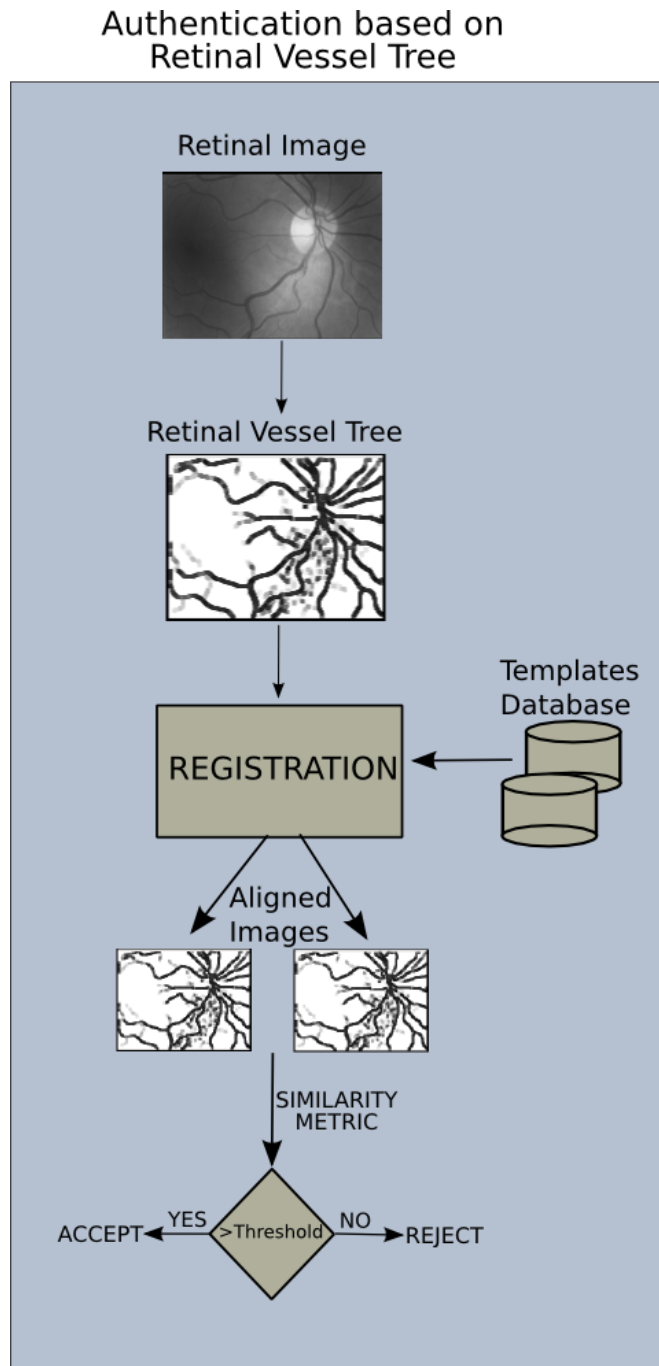 Authentication based on
Retinal Vessel Tree
Retinal Image
Retinal Vessel Tree
Templates
Database
REGISTRATION
Aligned
Images
SIMILARITY
METRIC
ACCEPT
YES
>Threshold
NO
REJECT